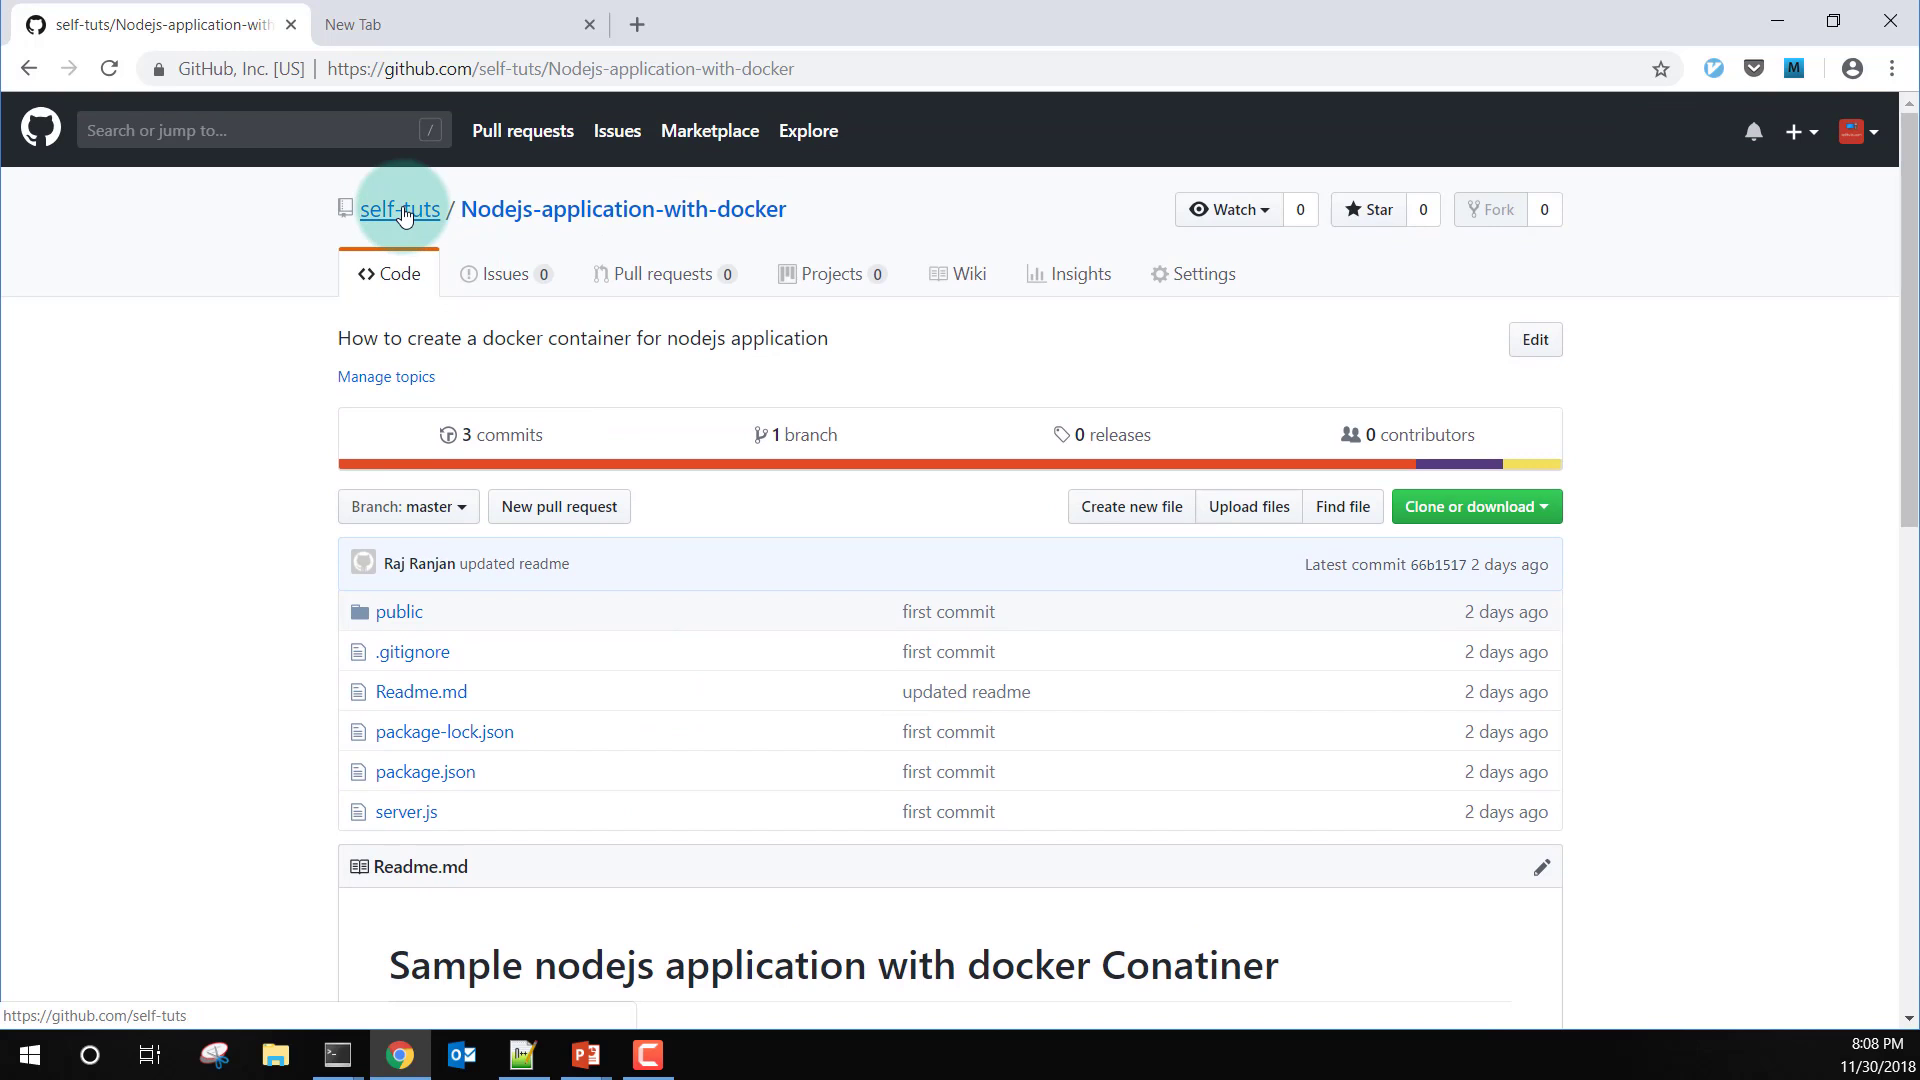 self-tuts/Nodejs-application-with
New Tab
GitHub, Inc. [US] | https://github.com/self-tuts/Nodejs-application-with-docker
M
Search or jump to... /
Pull requests Issues Marketplace Explore
self-tuts / Nodejs-application-with-docker
Watch 0 Star 0 Fork 0
Code Issues 0 Pull requests 0 Projects 0 Wiki Insights Settings
How to create a docker container for nodejs application
Edit
Manage topics
3 commits 1 branch 0 releases 0 contributors
Branch: master New pull request Create new file Upload files Find file Clone or download
Raj Ranjan updated readme Latest commit 66b1517 2 days ago
public first commit 2 days ago
.gitignore first commit 2 days ago
Readme.md updated readme 2 days ago
package-lock.json first commit 2 days ago
package.json first commit 2 days ago
server.js first commit 2 days ago
Readme.md
Sample nodejs application with docker Conatiner
https://github.com/self-tuts
8:08 PM
11/30/2018